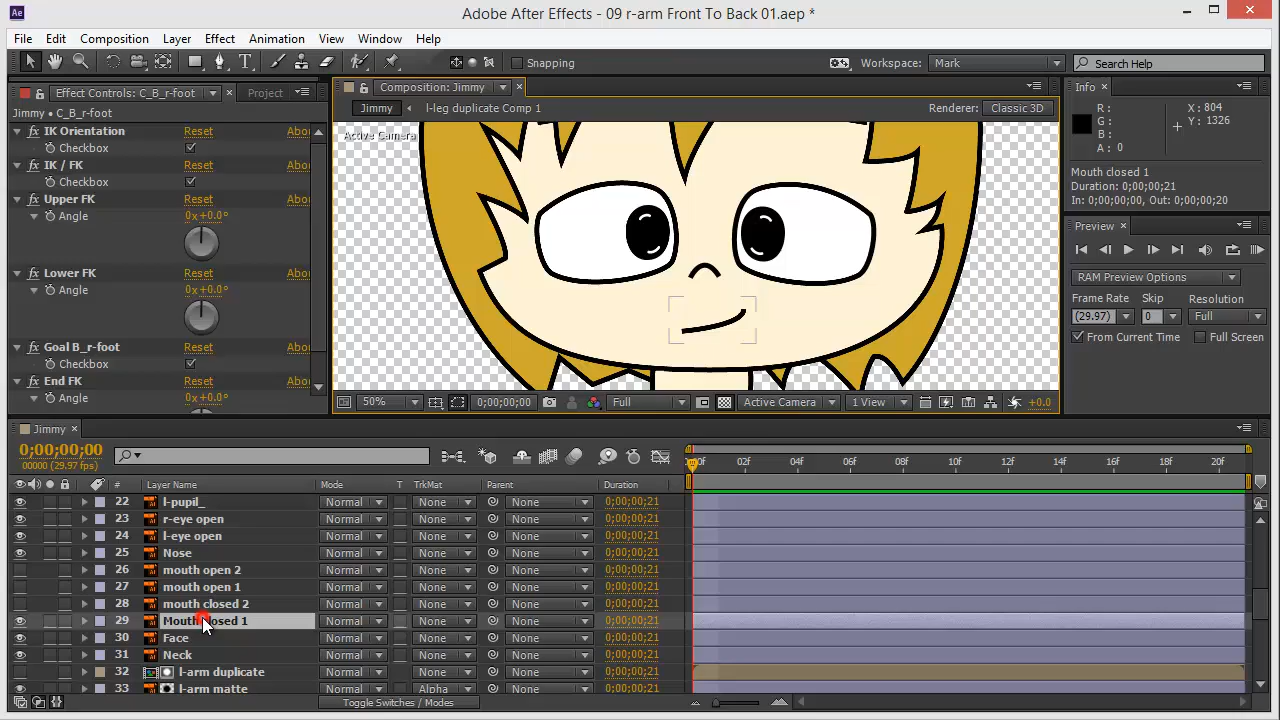 Adobe After Effects - 09 r-arm Front To Back 01.aep *
Ae
File Edit Composition Layer Effect Animation View Window Help
Snapping
Workspace: Mark
Search Help
Effect Controls: C_B_r-foot
Project
Jimmy • C_B_r-foot
fx IK Orientation Reset Abou
Checkbox
fx IK / FK Reset Abou
Checkbox
fx Upper FK Reset Abou
Angle 0x+0.0°
fx Lower FK Reset Abou
Angle 0x+0.0°
fx Goal B_r-foot Reset Abou
Checkbox
fx End FK Reset Abou
Angle 0x+0.0°
Composition: Jimmy
Jimmy l-leg duplicate Comp 1
Renderer: Classic 3D
Active Camera
50% 0;00;00;00 Full Active Camera 1 View +0.0
Info
R:
G:
B:
A: 0
X: 804
Y: 1326
Mouth closed 1
Duration: 0;00;00;21
In: 0;00;00;00, Out: 0;00;00;20
Preview
RAM Preview Options
Frame Rate Skip Resolution
(29.97) 0 Full
From Current Time Full Screen
Jimmy
0;00;00;00
00000 (29.97 fps)
:00f 02f 04f 06f 08f 10f 12f 14f 16f 18f 20f
# Layer Name Mode T TrkMat Parent Duration
22 l-pupil_ Normal None None 0;00;00;21
23 r-eye open Normal None None 0;00;00;21
24 l-eye open Normal None None 0;00;00;21
25 Nose Normal None None 0;00;00;21
26 mouth open 2 Normal None None 0;00;00;21
27 mouth open 1 Normal None None 0;00;00;21
28 mouth closed 2 Normal None None 0;00;00;21
29 Mouth closed 1 Normal None None 0;00;00;21
30 Face Normal None None 0;00;00;21
31 Neck Normal None None 0;00;00;21
32 l-arm duplicate Normal None None 0;00;00;21
33 l-arm matte Normal Alpha None 0;00;00;21
Toggle Switches / Modes